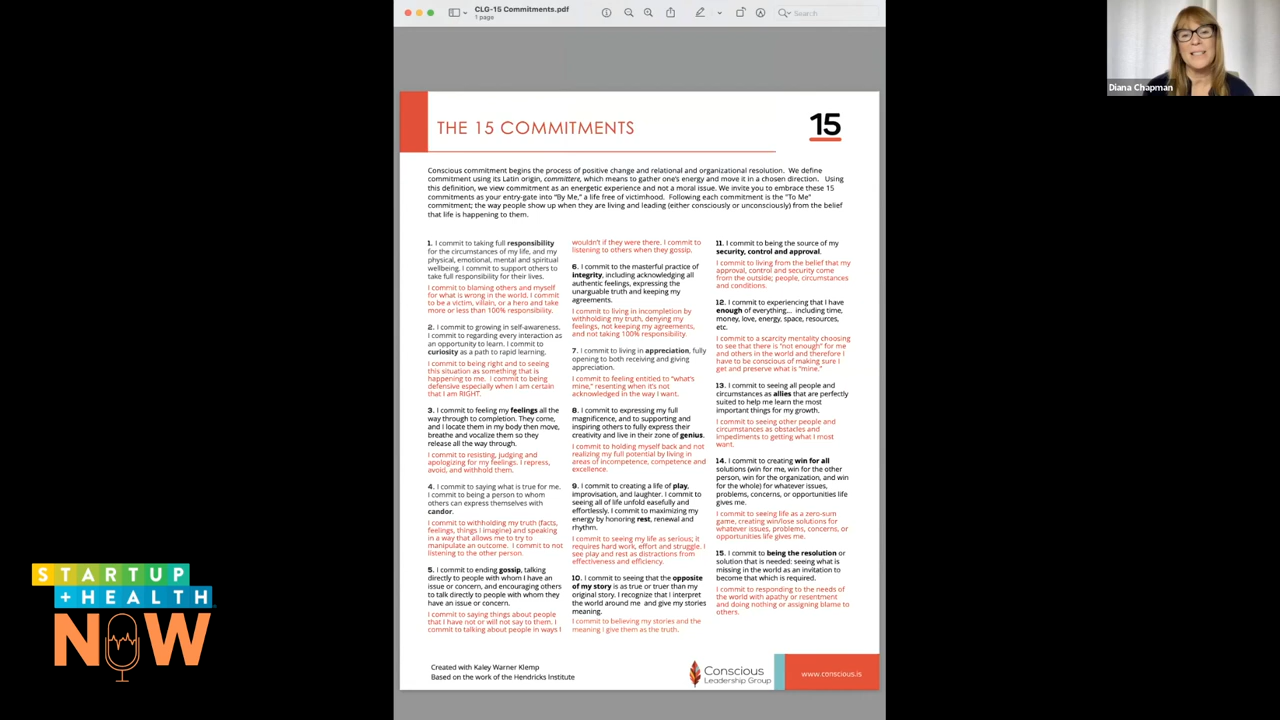 CLG-15 Commitments.pdf
1 page
Search
Diana Chapman
THE 15 COMMITMENTS
15
Conscious commitment begins the process of positive change and relational and organizational resolution. We define
commitment using its Latin origin, committere, which means to gather one's energy and move it in a chosen direction. Using
this definition, we view commitment as an energetic experience and not a moral issue. We invite you to embrace these 15
commitments as your entry-gate into "By Me," a life free of victimhood. Following each commitment is the "To Me"
commitment; the way people show up when they are living and leading (either consciously or unconsciously) from the belief
that life is happening to them.
1. I commit to taking full responsibility
for the circumstances of my life, and my
physical, emotional, mental and spiritual
wellbeing. I commit to support others to
take full responsibility for their lives.
I commit to blaming others and myself
for what is wrong in the world. I commit
to be a victim, villain, or a hero and take
more or less than 100% responsibility.
2. I commit to growing in self-awareness.
I commit to regarding every interaction as
an opportunity to learn. I commit to
curiosity as a path to rapid learning.
I commit to being right and to seeing
this situation as something that is
happening to me. I commit to being
defensive especially when I am certain
that I am RIGHT.
3. I commit to feeling my feelings all the
way through to completion. They come,
and I locate them in my body then move,
breathe and vocalize them so they
release all the way through.
I commit to resisting, judging and
apologizing for my feelings. I repress,
avoid, and withhold them.
4. I commit to saying what is true for me.
I commit to being a person to whom
others can express themselves with
candor.
I commit to withholding my truth (facts,
feelings, things I imagine) and speaking
in a way that allows me to try to
manipulate an outcome. I commit to not
listening to the other person.
5. I commit to ending gossip, talking
directly to people with whom I have an
issue or concern, and encouraging others
to talk directly to people with whom they
have an issue or concern.
I commit to saying things about people
that I have not or will not say to them. I
commit to talking about people in ways I
wouldn't if they were there. I commit to
listening to others when they gossip.
6. I commit to the masterful practice of
integrity, including acknowledging all
authentic feelings, expressing the
unarguable truth and keeping my
agreements.
I commit to living in incompletion by
withholding my truth, denying my
feelings, not keeping my agreements,
and not taking 100% responsibility.
7. I commit to living in appreciation, fully
opening to both receiving and giving
appreciation.
I commit to feeling entitled to "what's
mine," resenting when it's not
acknowledged in the way I want.
8. I commit to expressing my full
magnificence, and to supporting and
inspiring others to fully express their
creativity and live in their zone of genius.
I commit to holding myself back and not
realizing my full potential by living in
areas of incompetence, competence and
excellence.
9. I commit to creating a life of play,
improvisation, and laughter. I commit to
seeing all of life unfold easefully and
effortlessly. I commit to maximizing my
energy by honoring rest, renewal and
rhythm.
I commit to seeing my life as serious; it
requires hard work, effort and struggle. I
see play and rest as distractions from
effectiveness and efficiency.
10. I commit to seeing that the opposite
of my story is as true or truer than my
original story. I recognize that I interpret
the world around me and give my stories
meaning.
I commit to believing my stories and the
meaning I give them as the truth.
11. I commit to being the source of my
security, control and approval.
I commit to living from the belief that my
approval, control and security come
from the outside; people, circumstances
and conditions.
12. I commit to experiencing that I have
enough of everything... including time,
money, love, energy, space, resources,
etc.
I commit to a scarcity mentality choosing
to see that there is "not enough" for me
and others in the world and therefore I
have to be conscious of making sure I
get and preserve what is "mine."
13. I commit to seeing all people and
circumstances as allies that are perfectly
suited to help me learn the most
important things for my growth.
I commit to seeing other people and
circumstances as obstacles and
impediments to getting what I most
want.
14. I commit to creating win for all
solutions (win for me, win for the other
person, win for the organization, and win
for the whole) for whatever issues,
problems, concerns, or opportunities life
gives me.
I commit to seeing life as a zero-sum
game, creating win/lose solutions for
whatever issues, problems, concerns, or
opportunities life gives me.
15. I commit to being the resolution or
solution that is needed: seeing what is
missing in the world as an invitation to
become that which is required.
I commit to responding to the needs of
the world with apathy or resentment
and doing nothing or assigning blame to
others.
Created with Kaley Warner Klemp
Based on the work of the Hendricks Institute
Conscious
Leadership Group
www.conscious.is
STARTUP
+HEALTH
NOW